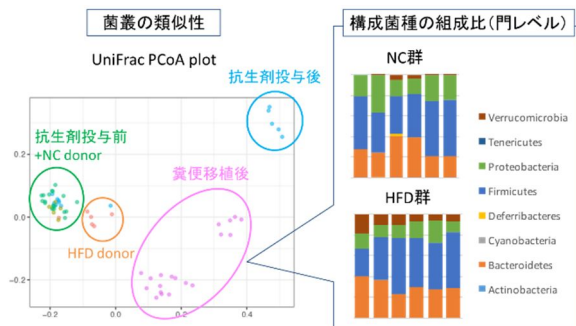 菌叢の類似性
構成菌種の組成比(門レベル)
UniFrac PCoA plot
抗生剤投与後
抗生剤投与前
+NC donor
糞便移植後
HFD donor
0.2
0.0
-0.2
-0.2
0.0
0.2
0.4
NC群
HFD群
Verrucomicrobia
Tenericutes
Proteobacteria
Firmicutes
Deferribacteres
Cyanobacteria
Bacteroidetes
Actinobacteria